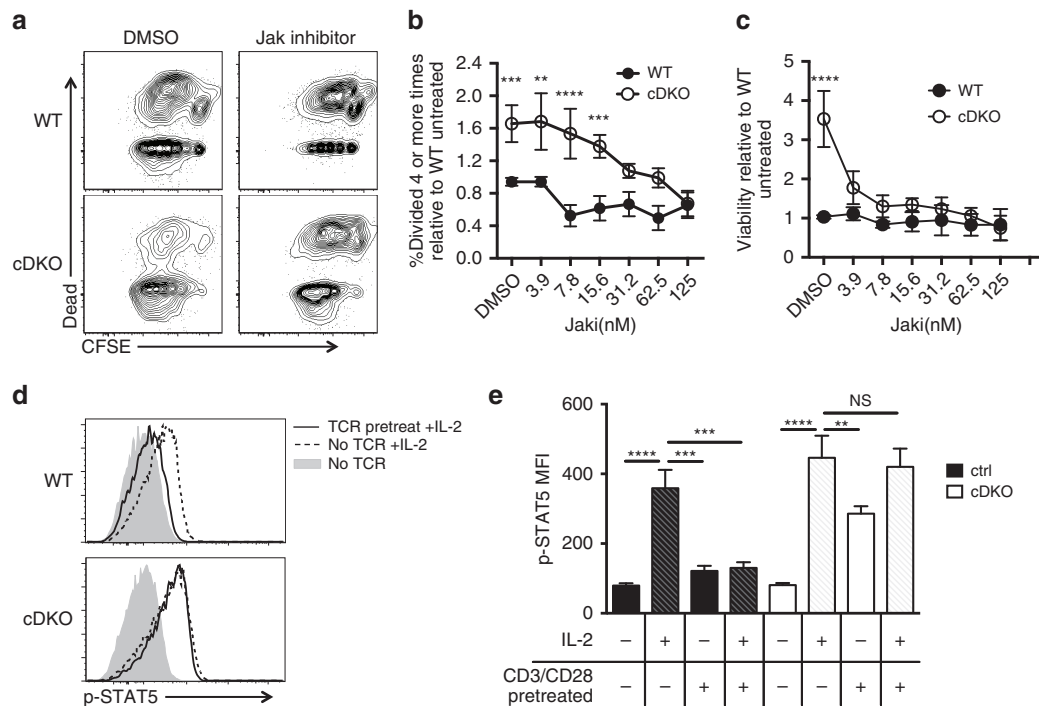 a
DMSO
Jak inhibitor
WT
cDKO
Dead
CFSE
b
%Divided 4 or more times
relative to WT untreated
2.4
2.0
1.6
1.2
0.8
0.4
0.0
***
**
****
***
WT
cDKO
DMSO
3.9
7.8
15.6
31.2
62.5
125
Jaki(nM)
c
Viability relative to WT
untreated
5
4
3
2
1
0
****
WT
cDKO
DMSO
3.9
7.8
15.6
31.2
62.5
125
Jaki(nM)
d
WT
cDKO
TCR pretreat +IL-2
No TCR +IL-2
No TCR
p-STAT5
e
p-STAT5 MFI
600
400
200
0
****
***
***
****
**
NS
ctrl
cDKO
IL-2 – + – + – + – +
CD3/CD28
pretreated – – + + – – + +